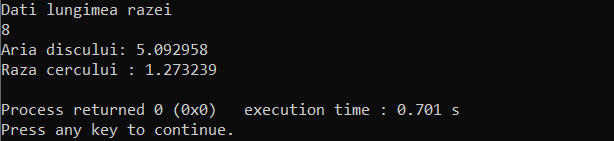 Dati lungimea razei
8
Aria discului: 5.092958
Raza cercului : 1.273239
Process returned 0 (0x0)   execution time : 0.701 s
Press any key to continue.